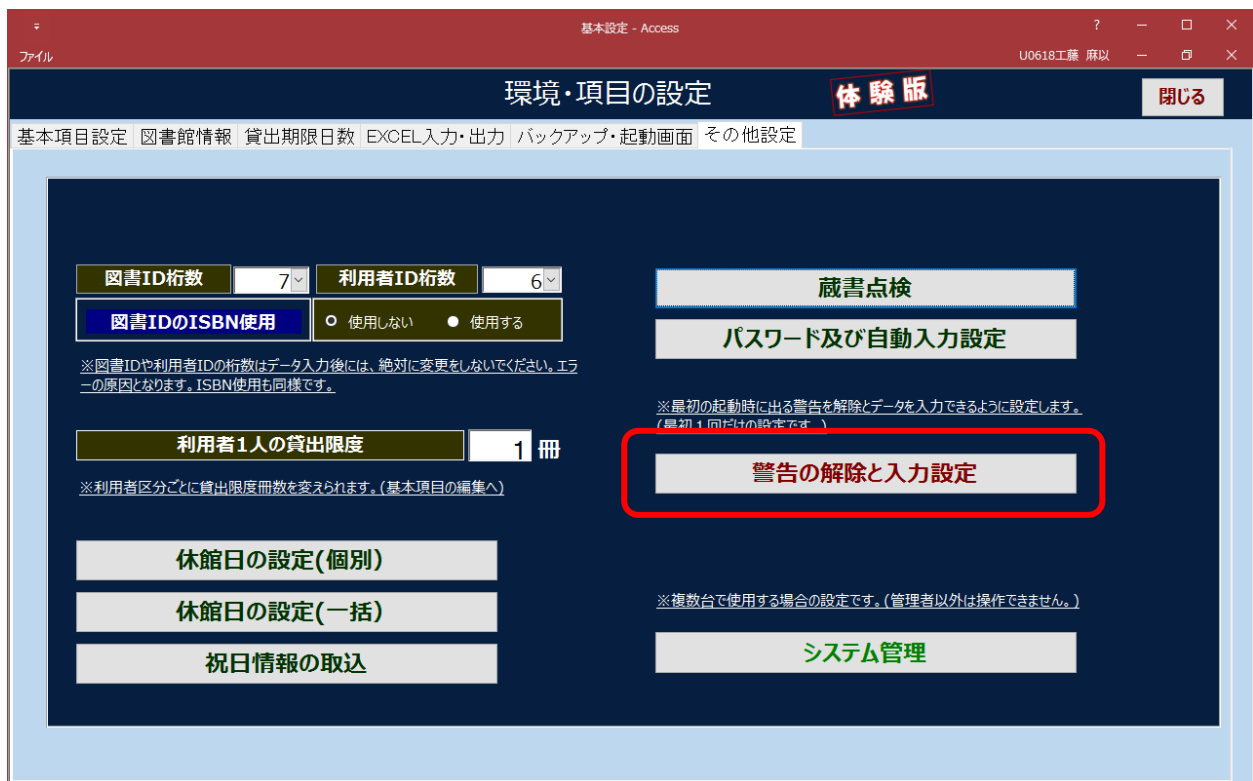 基本設定 - Access
?
ファイル
U0618工藤 麻以
環境・項目の設定
体験版
閉じる
基本項目設定 図書館情報 貸出期限日数 EXCEL入力・出力 バックアップ・起動画面 その他設定
図書ID桁数 7 利用者ID桁数 6
図書IDのISBN使用 使用しない 使用する
※図書IDや利用者IDの桁数はデータ入力後には、絶対に変更をしないでください。エラ
ーの原因となります。ISBN使用も同様です。
利用者1人の貸出限度 1 冊
※利用者区分ごとに貸出限度冊数を変えられます。(基本項目の編集へ)
休館日の設定(個別)
休館日の設定(一括)
祝日情報の取込
蔵書点検
パスワード及び自動入力設定
※最初の起動時に出る警告を解除とデータを入力できるように設定します。
(最初1回だけの設定です。)
警告の解除と入力設定
※複数台で使用する場合の設定です。(管理者以外は操作できません。)
システム管理